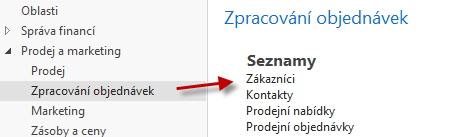 Oblasti
Správa financí
Prodej a marketing
Prodej
Zpracování objednávek
Marketing
Zásoby a ceny
Zpracování objednávek
Seznamy
Zákazníci
Kontakty
Prodejní nabídky
Prodejní objednávky